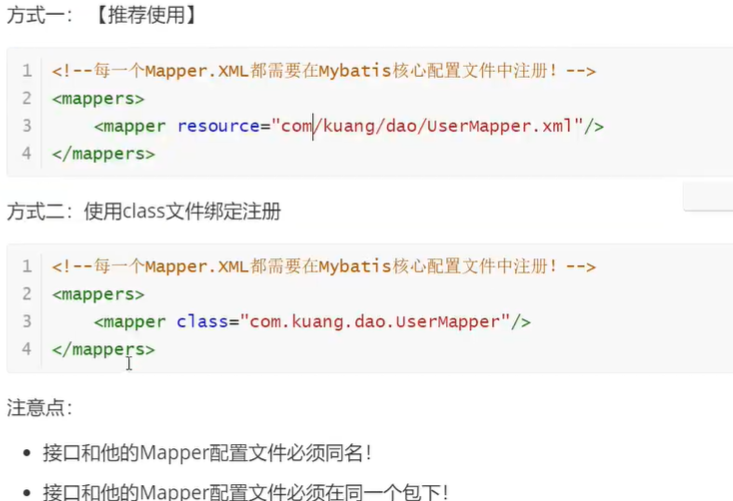 方式一：【推荐使用】
1 <!--每一个Mapper.XML都需要在Mybatis核心配置文件中注册！-->
2 <mappers>
3     <mapper resource="com/kuang/dao/UserMapper.xml"/>
4 </mappers>
方式二：使用class文件绑定注册
1 <!--每一个Mapper.XML都需要在Mybatis核心配置文件中注册！-->
2 <mappers>
3     <mapper class="com.kuang.dao.UserMapper"/>
4 </mappers>
注意点：
• 接口和他的Mapper配置文件必须同名！
• 接口和他的Mapper配置文件必须在同一个包下！